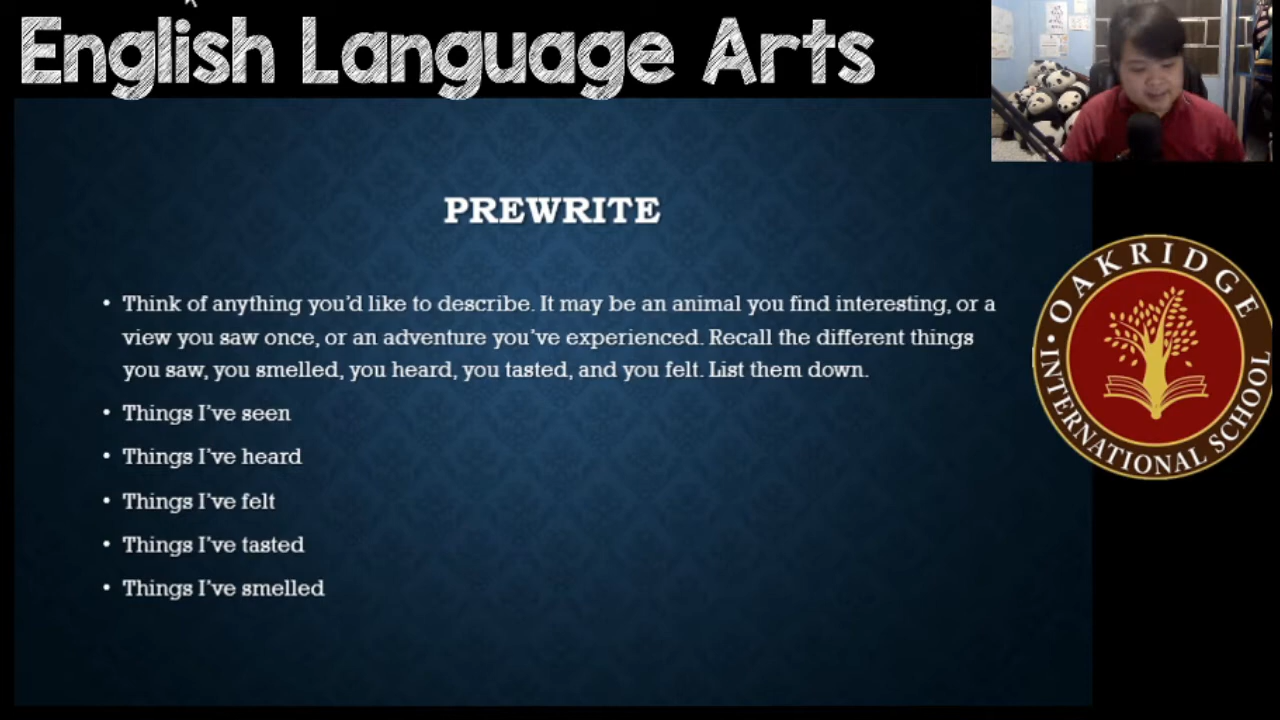 English Language Arts
PREWRITE
• Think of anything you'd like to describe. It may be an animal you find interesting, or a
view you saw once, or an adventure you've experienced. Recall the different things
you saw, you smelled, you heard, you tasted, and you felt. List them down.
• Things I've seen
• Things I've heard
• Things I've felt
• Things I've tasted
• Things I've smelled
OAKRIDGE
• INTERNATIONAL SCHOOL